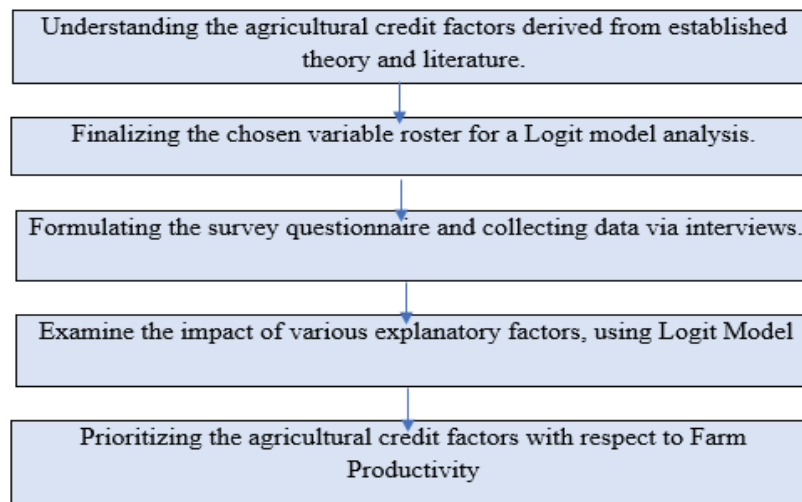 Understanding the agricultural credit factors derived from established
theory and literature.
Finalizing the chosen variable roster for a Logit model analysis.
Formulating the survey questionnaire and collecting data via interviews.
Examine the impact of various explanatory factors, using Logit Model
Prioritizing the agricultural credit factors with respect to Farm
Productivity